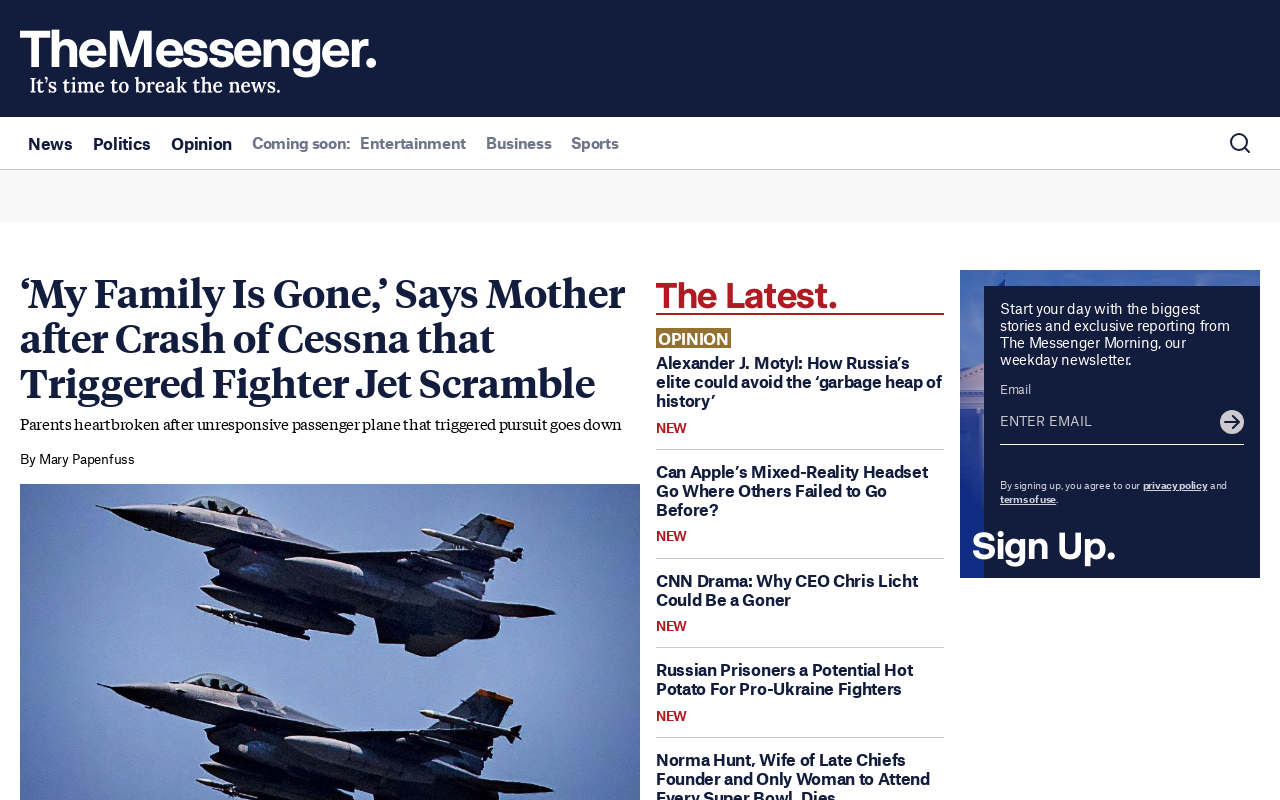 TheMessenger.
It's time to break the news.
News Politics Opinion Coming soon: Entertainment Business Sports
‘My Family Is Gone,’ Says Mother
after Crash of Cessna that
Triggered Fighter Jet Scramble
Parents heartbroken after unresponsive passenger plane that triggered pursuit goes down
By Mary Papenfuss
The Latest.
OPINION
Alexander J. Motyl: How Russia’s
elite could avoid the ‘garbage heap of
history’
NEW
Can Apple’s Mixed-Reality Headset
Go Where Others Failed to Go
Before?
NEW
CNN Drama: Why CEO Chris Licht
Could Be a Goner
NEW
Russian Prisoners a Potential Hot
Potato For Pro-Ukraine Fighters
NEW
Norma Hunt, Wife of Late Chiefs
Founder and Only Woman to Attend
Every Super Bowl, Dies
Start your day with the biggest
stories and exclusive reporting from
The Messenger Morning, our
weekday newsletter.
Email
ENTER EMAIL
By signing up, you agree to our privacy policy and
terms of use.
Sign Up.